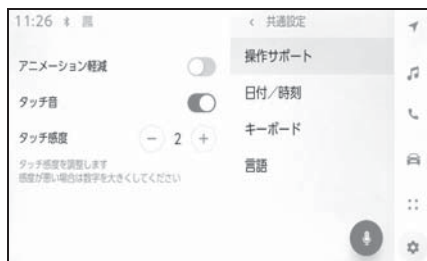 11:26
アニメーション軽減
タッチ音
タッチ感度 － 2 ＋
タッチ感度を調整します
感度が悪い場合は数字を大きくしてください
‹ 共通設定
操作サポート
日付／時刻
キーボード
言語